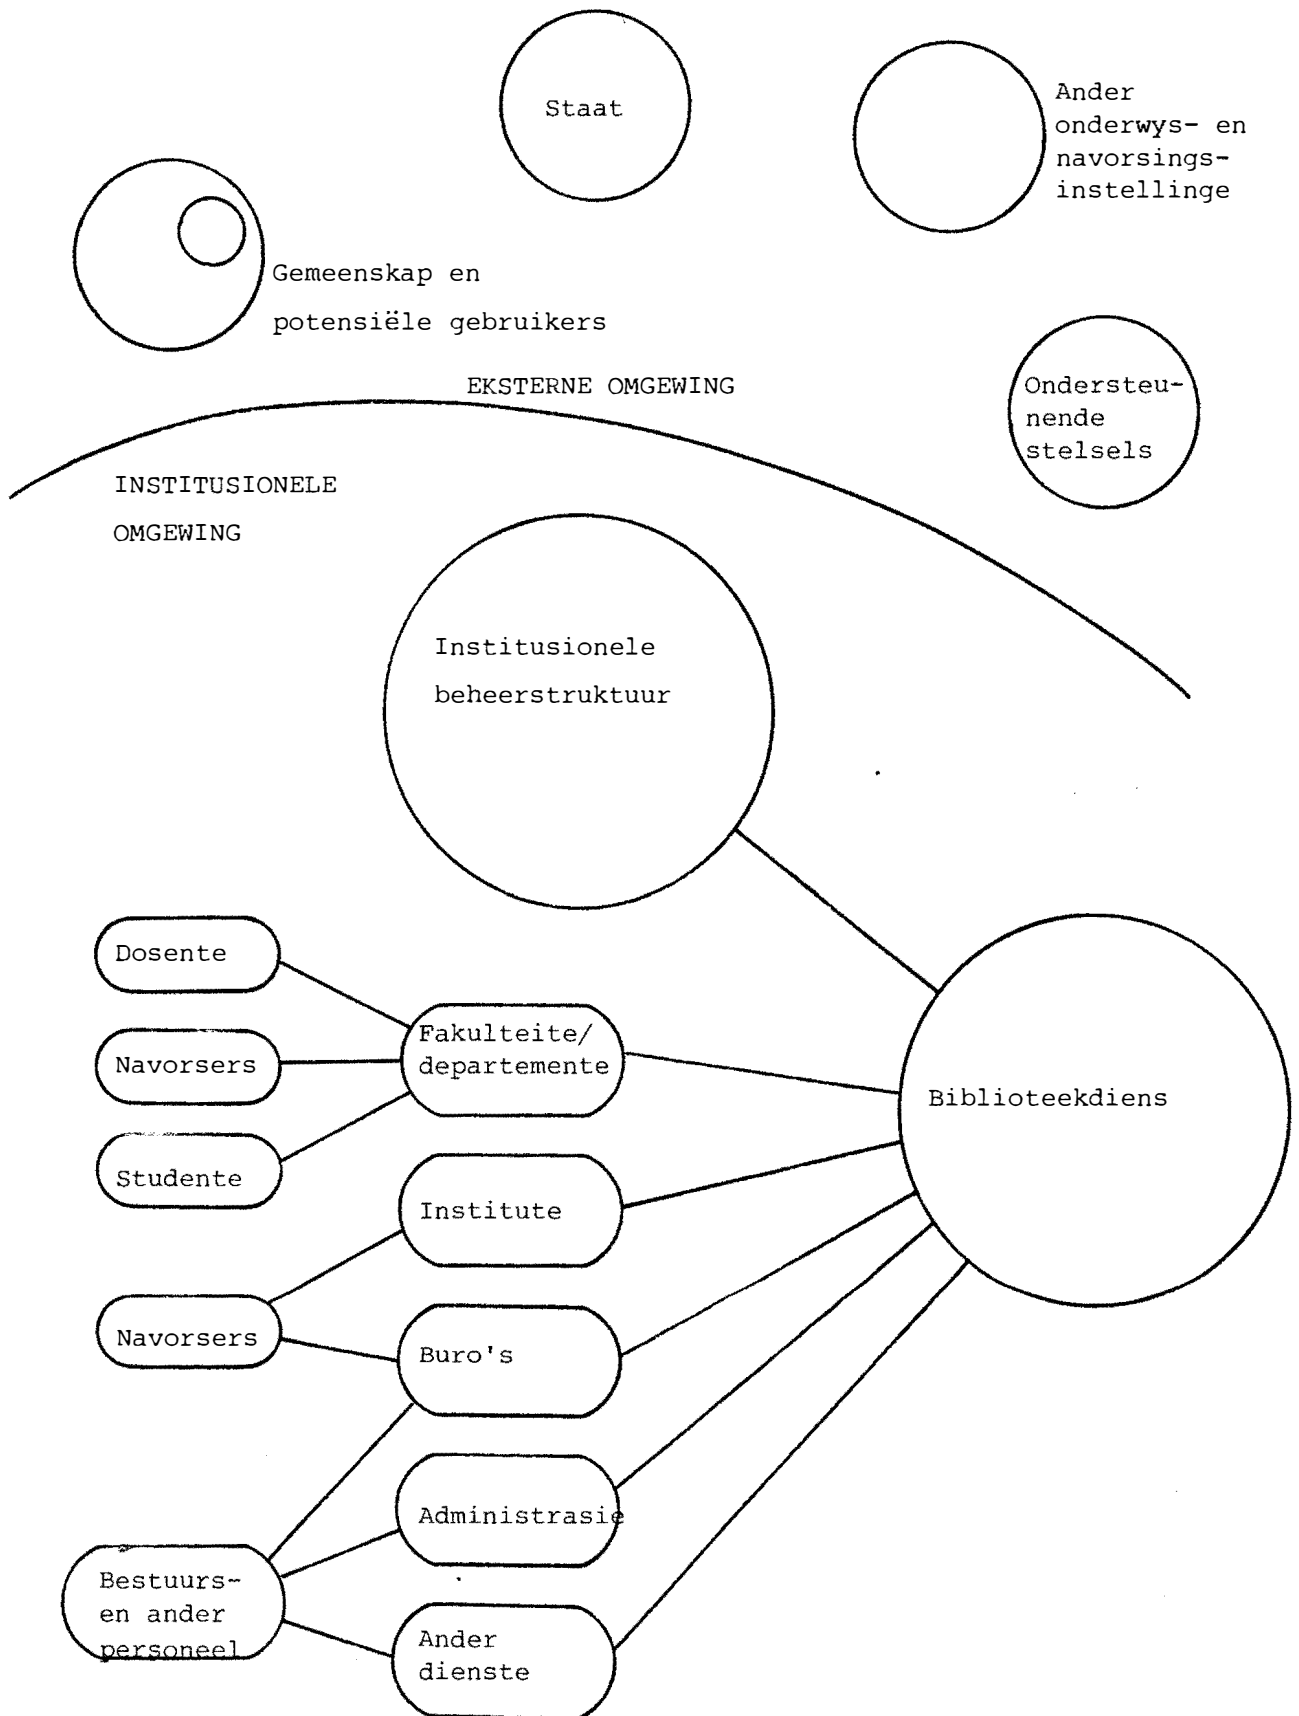 Staat
Ander
onderwys- en
navorsings-
instellinge
Gemeenskap en
potensiële gebruikers
EKSTERNE OMGEWING
Ondersteu-
nende
stelsels
INSTITUSIONELE
OMGEWING
Institusionele
beheerstruktuur
Dosente
Navorsers
Studente
Fakulteite/
departemente
Biblioteekdiens
Institute
Navorsers
Buro's
Administrasie
Bestuurs-
en ander
personeel
Ander
dienste